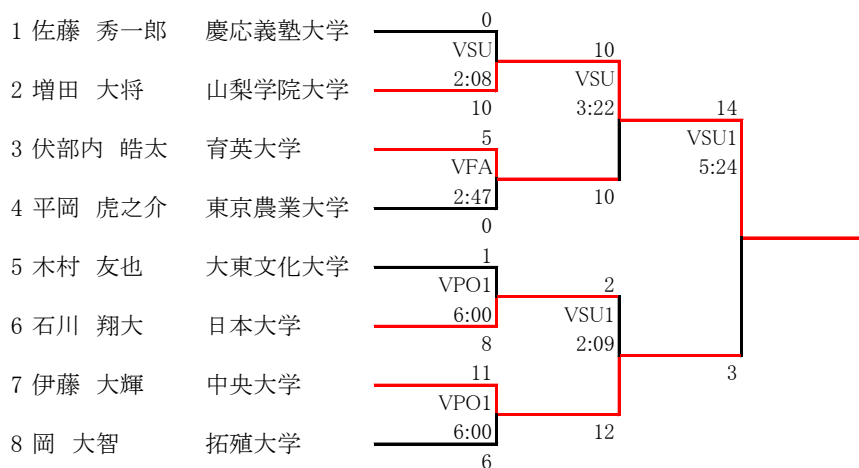 1 佐藤 秀一郎 慶応義塾大学 0
VSU 10
2 増田 大将 山梨学院大学 2:08 VSU
10 3:22 14
3 伏部内 皓太 育英大学 5 VSU1
VFA 5:24
4 平岡 虎之介 東京農業大学 2:47 10
0
5 木村 友也 大東文化大学 1
VPO1 2
6 石川 翔大 日本大学 6:00 VSU1
8 2:09
7 伊藤 大輝 中央大学 11 3
VPO1
8 岡 大智 拓殖大学 6:00 12
6